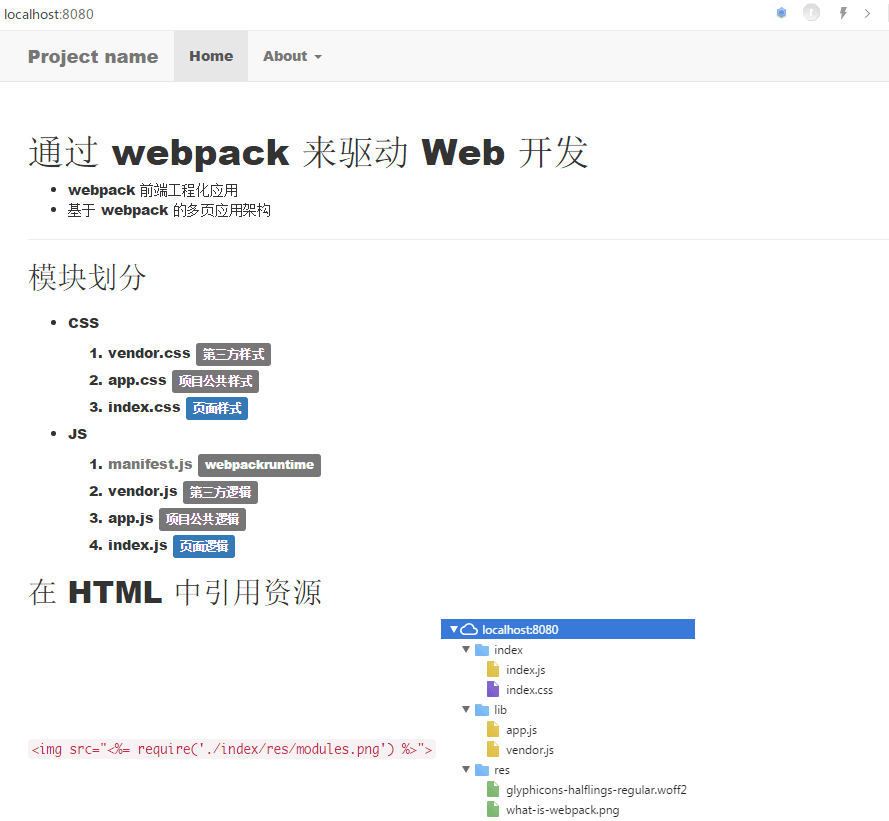 localhost:8080
Project name Home About
通过 webpack 来驱动 Web 开发
webpack 前端工程化应用
基于 webpack 的多页应用架构
模块划分
CSS
1. vendor.css 第三方样式
2. app.css 项目公共样式
3. index.css 页面样式
JS
1. manifest.js webpackruntime
2. vendor.js 第三方逻辑
3. app.js 项目公共逻辑
4. index.js 页面逻辑
在 HTML 中引用资源
<img src="<%= require('./index/res/modules.png') %>">
localhost:8080
index
index.js
index.css
lib
app.js
vendor.js
res
glyphicons-halflings-regular.woff2
what-is-webpack.png